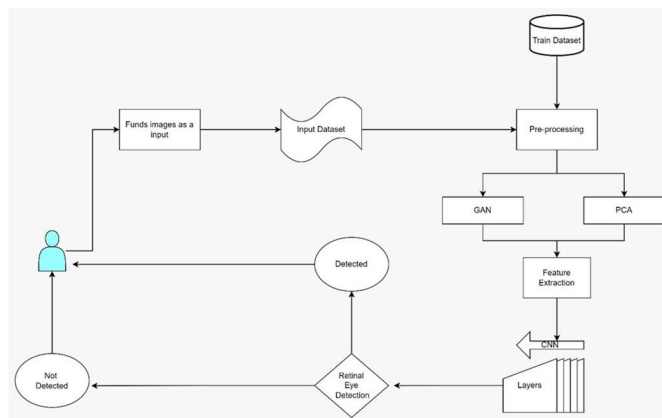 Train Dataset
Funds images as a
input
Input Dataset
Pre-processing
GAN
PCA
Detected
Feature
Extraction
CNN
Not
Detected
Retinal
Eye
Detection
Layers